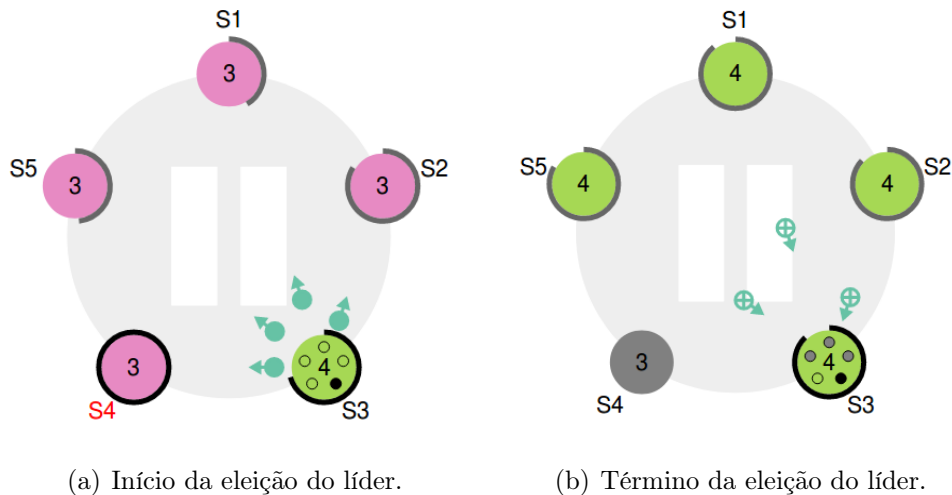 S1
3
S5
3
S2
3
3
S4
4
S3
(a) Início da eleição do líder.
S1
4
S5
4
S2
4
3
S4
4
S3
(b) Término da eleição do líder.